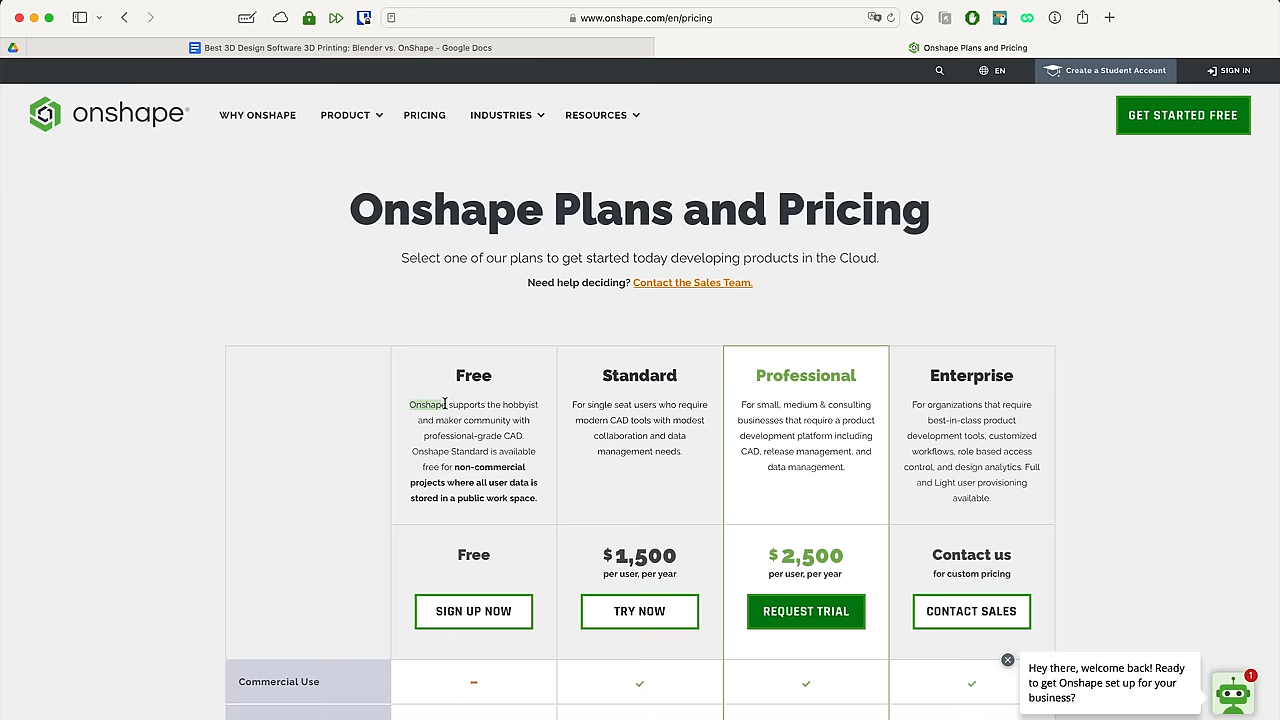 www.onshape.com/en/pricing
Best 3D Design Software 3D Printing: Blender vs. OnShape - Google Docs
Onshape Plans and Pricing
EN
Create a Student Account
SIGN IN
onshape®
WHY ONSHAPE
PRODUCT
PRICING
INDUSTRIES
RESOURCES
GET STARTED FREE
Onshape Plans and Pricing
Select one of our plans to get started today developing products in the Cloud.
Need help deciding? Contact the Sales Team.
Free
Onshape supports the hobbyist
and maker community with
professional-grade CAD.
Onshape Standard is available
free for non-commercial
projects where all user data is
stored in a public work space.
Standard
For single seat users who require
modern CAD tools with modest
collaboration and data
management needs.
Professional
For small, medium & consulting
businesses that require a product
development platform including
CAD, release management, and
data management.
Enterprise
For organizations that require
best-in-class product
development tools, customized
workflows, role based access
control, and design analytics. Full
and Light user provisioning
available.
Free
SIGN UP NOW
$1,500
per user, per year
TRY NOW
$2,500
per user, per year
REQUEST TRIAL
Contact us
for custom pricing
CONTACT SALES
Commercial Use
Hey there, welcome back! Ready
to get Onshape set up for your
business?
1